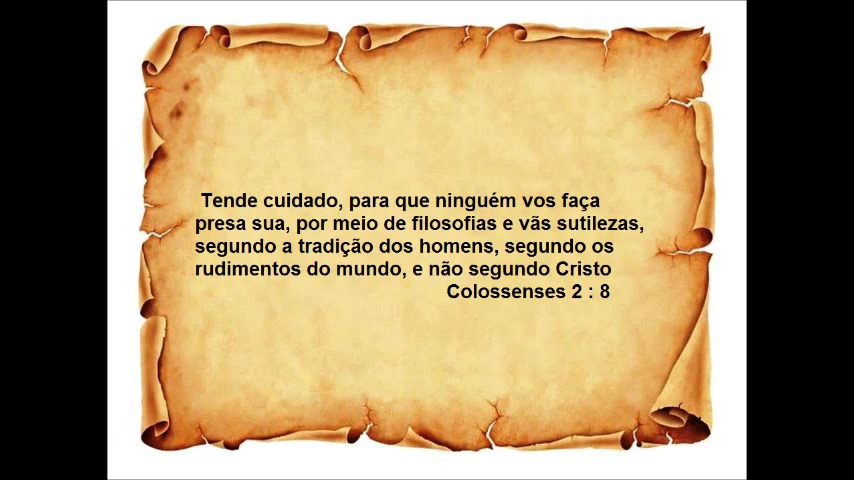 Tende cuidado, para que ninguém vos faça
presa sua, por meio de filosofias e vãs sutilezas,
segundo a tradição dos homens, segundo os
rudimentos do mundo, e não segundo Cristo
Colossenses 2 : 8